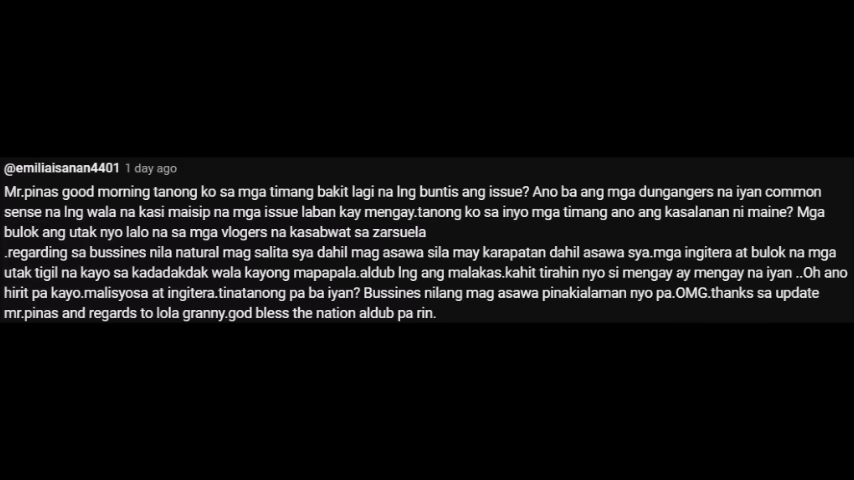 @emiliaisanan4401 1 day ago
Mr.pinas good morning tanong ko sa mga timang bakit lagi na lng buntis ang issue? Ano ba ang mga dungangers na iyan common
sense na lng wala na kasi maisip na mga issue laban kay mengay.tanong ko sa inyo mga timang ano ang kasalanan ni maine? Mga
bulok ang utak nyo lalo na sa mga vlogers na kasabwat sa zarsuela
.regarding sa bussines nila natural mag salita sya dahil mag asawa sila may karapatan dahil asawa sya.mga ingitera at bulok na mga
utak tigil na kayo sa kadadakdak wala kayong mapapala.aldub lng ang malakas.kahit tirahin nyo si mengay ay mengay na iyan ..Oh ano
hirit pa kayo.malisyosa at ingitera.tinatanong pa ba iyan? Bussines nilang mag asawa pinakialaman nyo pa.OMG.thanks sa update
mr.pinas and regards to lola granny.god bless the nation aldub pa rin.